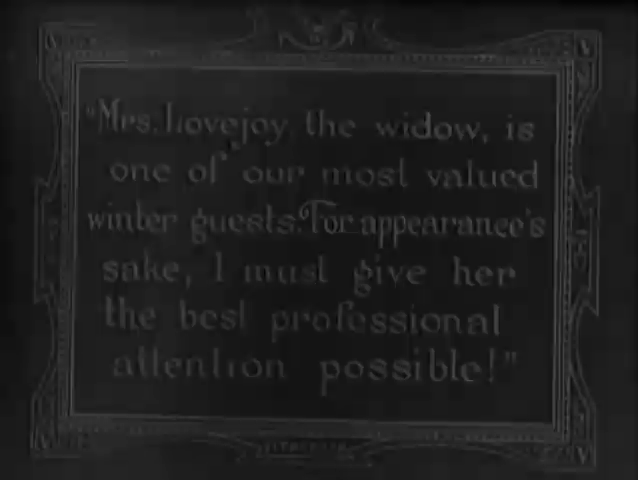 "Mrs. Lovejoy the widow, is
one of our most valued
winter guests. For appearance's
sake, I must give her
the best professional
attention possible!"